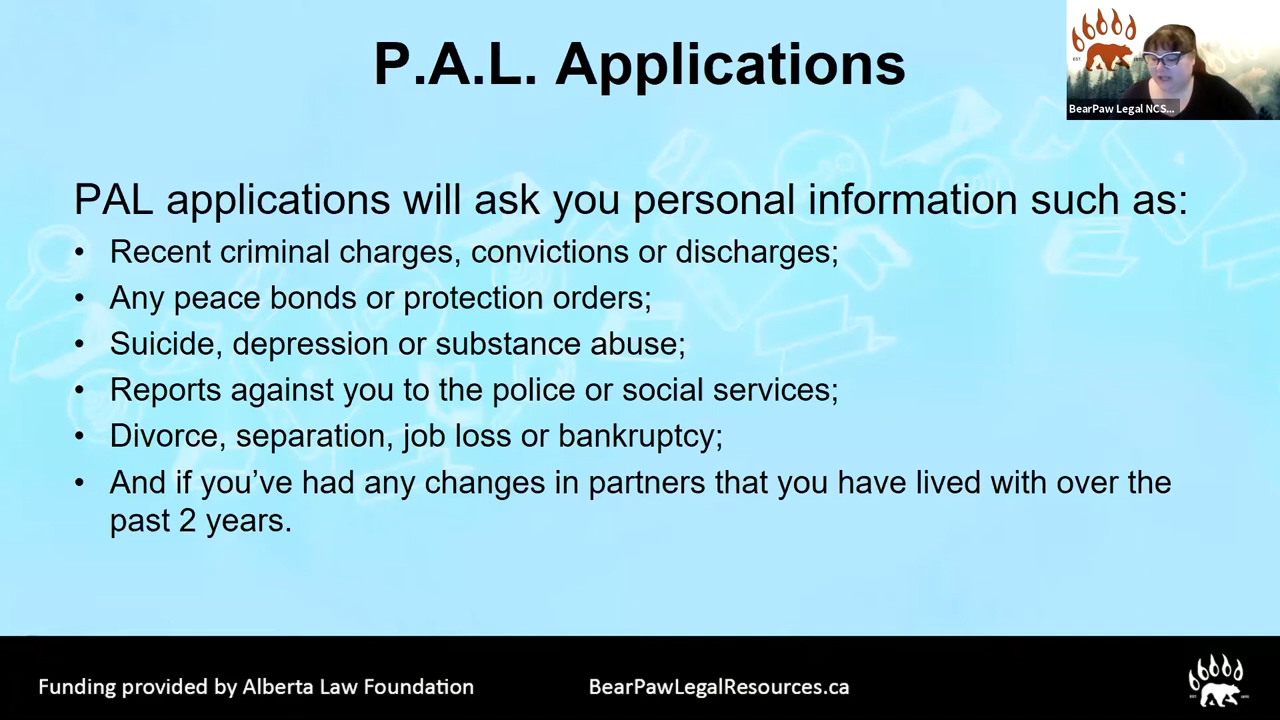 P.A.L. Applications
BearPaw Legal NCS...
PAL applications will ask you personal information such as:
• Recent criminal charges, convictions or discharges;
• Any peace bonds or protection orders;
• Suicide, depression or substance abuse;
• Reports against you to the police or social services;
• Divorce, separation, job loss or bankruptcy;
• And if you’ve had any changes in partners that you have lived with over the
past 2 years.
Funding provided by Alberta Law Foundation
BearPawLegalResources.ca